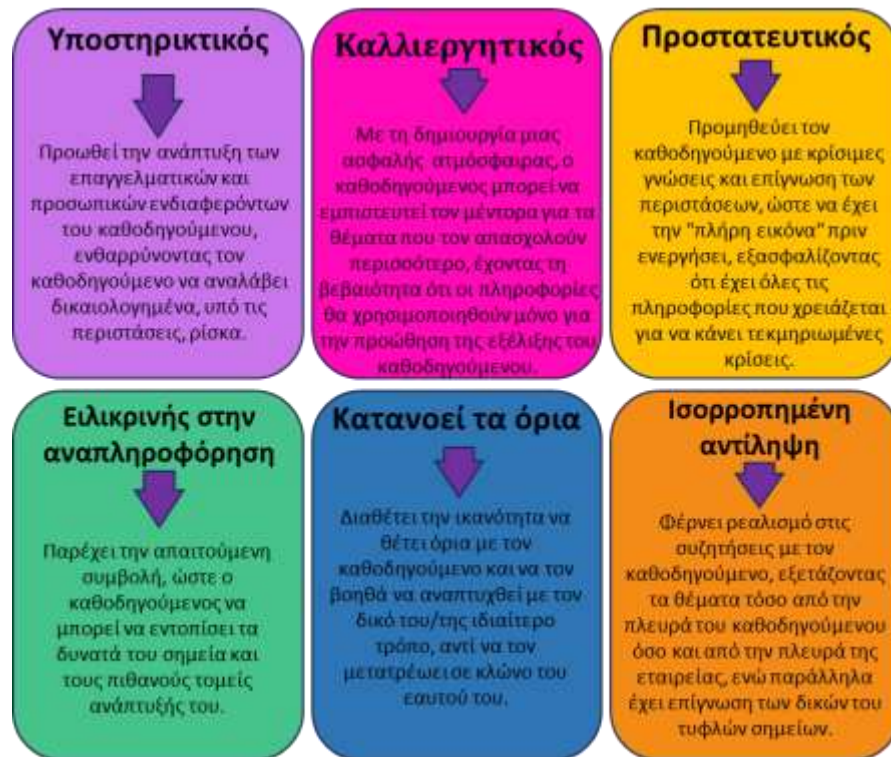 Υποστηρικτικός
Προωθεί την ανάπτυξη των
επαγγελματικών και
προσωπικών ενδιαφερόντων
του καθοδηγούμενου,
ενθαρρύνοντας τον
καθοδηγούμενο να αναλάβει
δικαιολογημένα, υπό τις
περιστάσεις, ρίσκα.
Καλλιεργητικός
Με τη δημιουργία μιας
ασφαλής ατμόσφαιρας, ο
καθοδηγούμενος μπορεί να
εμπιστευτεί τον μέντορα για τα
θέματα που τον απασχολούν
περισσότερο, έχοντας τη
βεβαιότητα ότι οι πληροφορίες
θα χρησιμοποιηθούν μόνο για
την προώθηση της εξέλιξης του
καθοδηγούμενου.
Προστατευτικός
Προμηθεύει τον
καθοδηγούμενο με κρίσιμες
γνώσεις και επίγνωση των
περιστάσεων, ώστε να έχει
την "πλήρη εικόνα" πριν
ενεργήσει, εξασφαλίζοντας
ότι έχει όλες τις
πληροφορίες που χρειάζεται
για να κάνει τεκμηριωμένες
κρίσεις.
Ειλικρινής στην
αναπληροφόρηση
Παρέχει την απαιτούμενη
συμβολή, ώστε ο
καθοδηγούμενος να
μπορεί να εντοπίσει τα
δυνατά του σημεία και
τους πιθανούς τομείς
ανάπτυξής του.
Κατανοεί τα όρια
Διαθέτει την ικανότητα να
θέτει όρια με τον
καθοδηγούμενο και να τον
βοηθά να αναπτυχθεί με τον
δικό του/της ιδιαίτερο
τρόπο, αντί να τον
μετατρέωει σε κλώνο του
εαυτού του.
Ισορροπημένη
αντίληψη
Φέρνει ρεαλισμό στις
συζητήσεις με τον
καθοδηγούμενο, εξετάζοντας
τα θέματα τόσο από την
πλευρά του καθοδηγούμενου
όσο και από την πλευρά της
εταιρείας, ενώ παράλληλα
έχει επίγνωση των δικών του
τυφλών σημείων.